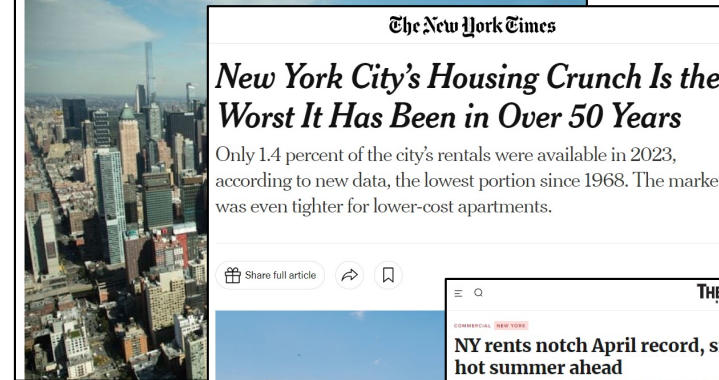 The New York Times
New York City's Housing Crunch Is the
Worst It Has Been in Over 50 Years
Only 1.4 percent of the city's rentals were available in 2023,
according to new data, the lowest portion since 1968. The marke
was even tighter for lower-cost apartments.
Share full article
THE
COMMERCIAL NEW YORK
NY rents notch April record, s
hot summer ahead